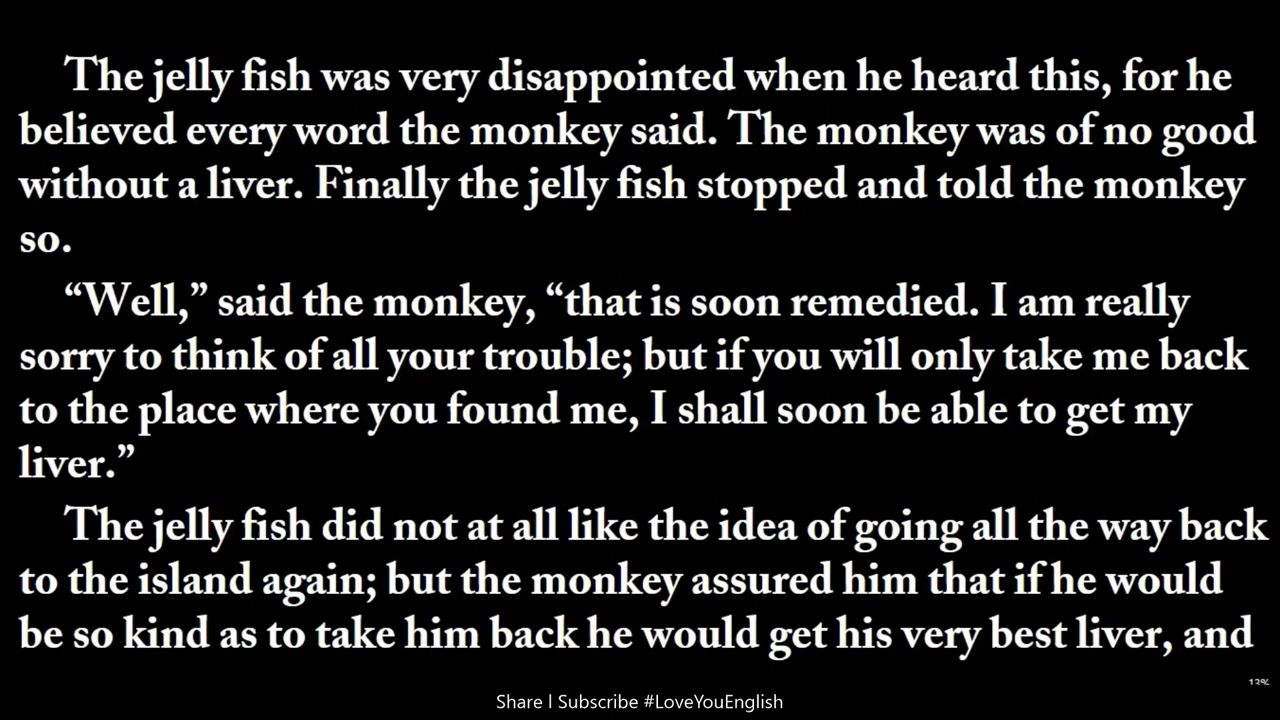 The jelly fish was very disappointed when he heard this, for he
believed every word the monkey said. The monkey was of no good
without a liver. Finally the jelly fish stopped and told the monkey
so.
“Well,” said the monkey, “that is soon remedied. I am really
sorry to think of all your trouble; but if you will only take me back
to the place where you found me, I shall soon be able to get my
liver.”
The jelly fish did not at all like the idea of going all the way back
to the island again; but the monkey assured him that if he would
be so kind as to take him back he would get his very best liver, and
13%
Share | Subscribe #LoveYouEnglish